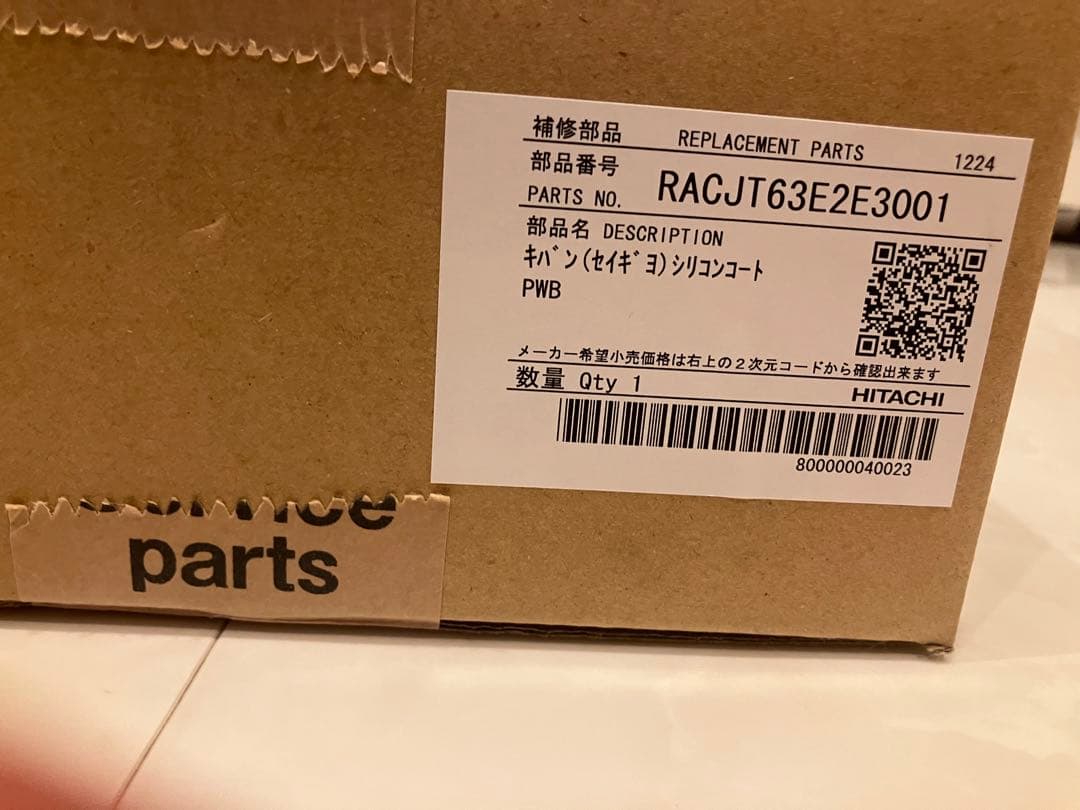 補修部品 REPLACEMENT PARTS 1224
部品番号
PARTS NO. RACJT63E2E3001
部品名 DESCRIPTION
キバン(セイギヨ)シリコンコート
PWB
メーカー希望小売価格は右上の2次元コードから確認出来ます
数量 Qty 1 HITACHI
800000040023
parts